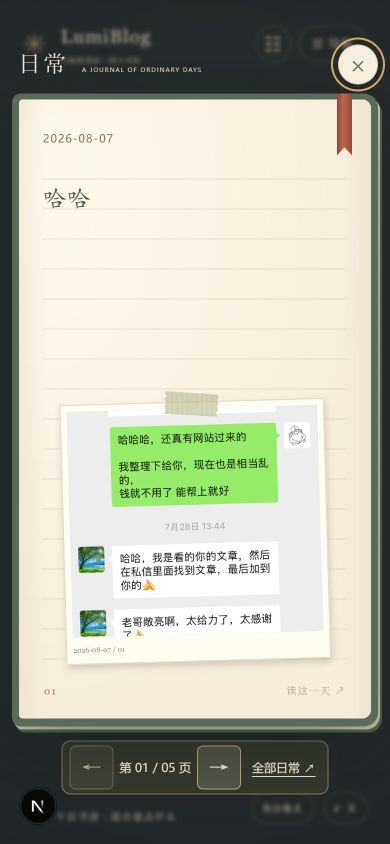 LumiBlog
日常 A JOURNAL OF ORDINARY DAYS
2026-08-07
哈哈
哈哈哈，还真有网站过来的
我整理下给你，现在也是相当乱
的，
钱就不用了 能帮上就好
7月28日 13:44
哈哈，我是看的你的文章，然后
在私信里面找到文章，最后加到
你的
老哥敞亮啊，太给力了，太感谢
了
2026-08-07 / 01
01 读这一天 ↗
← 第 01 / 05 页 → 全部日常 ↗
N